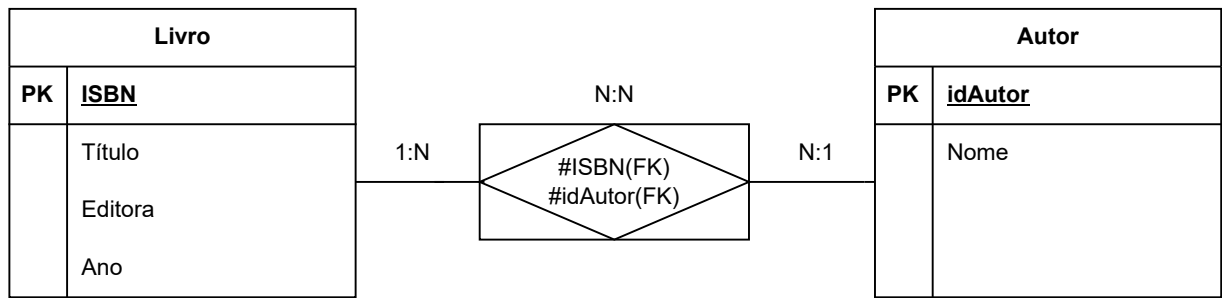 Livro
PK ISBN
Título
Editora
Ano
1:N
N:N
#ISBN(FK)
#idAutor(FK)
N:1
Autor
PK idAutor
Nome